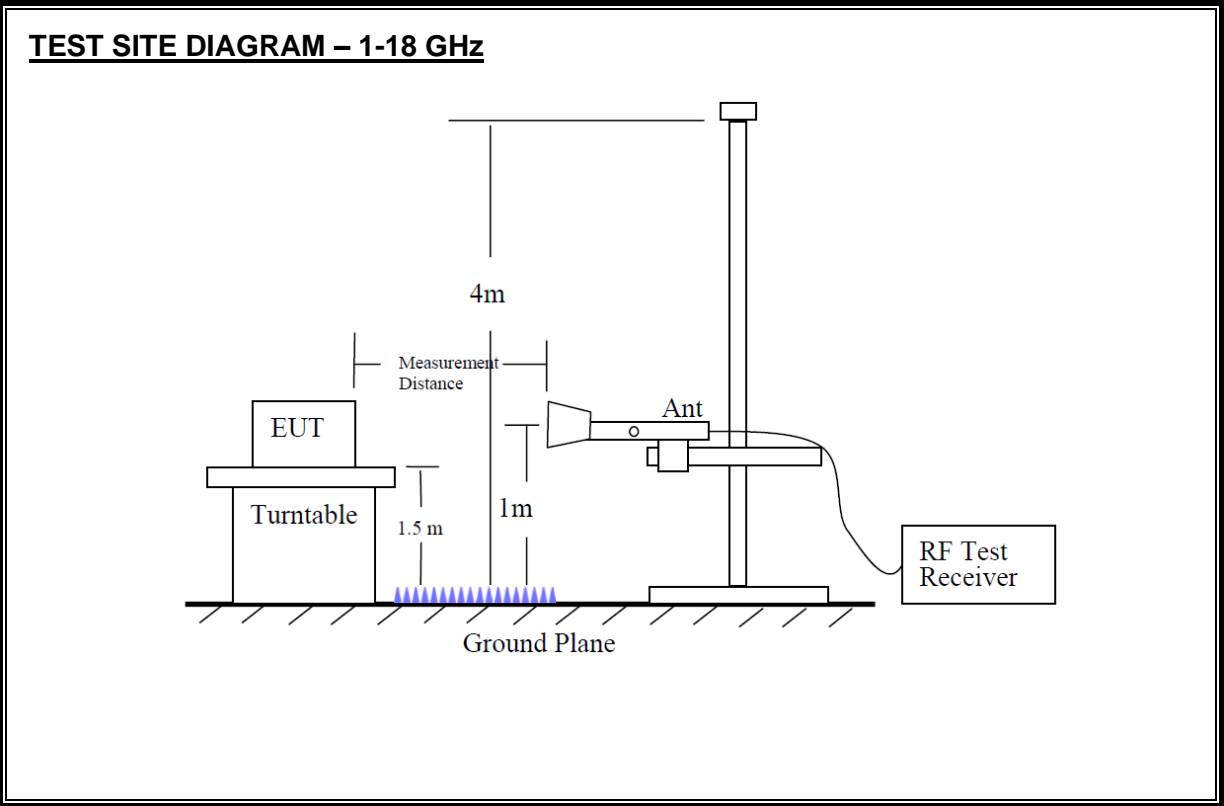 TEST SITE DIAGRAM – 1-18 GHz
4m
Measurement
Distance
Ant
EUT
Turntable
1.5 m
1m
RF Test
Receiver
Ground Plane